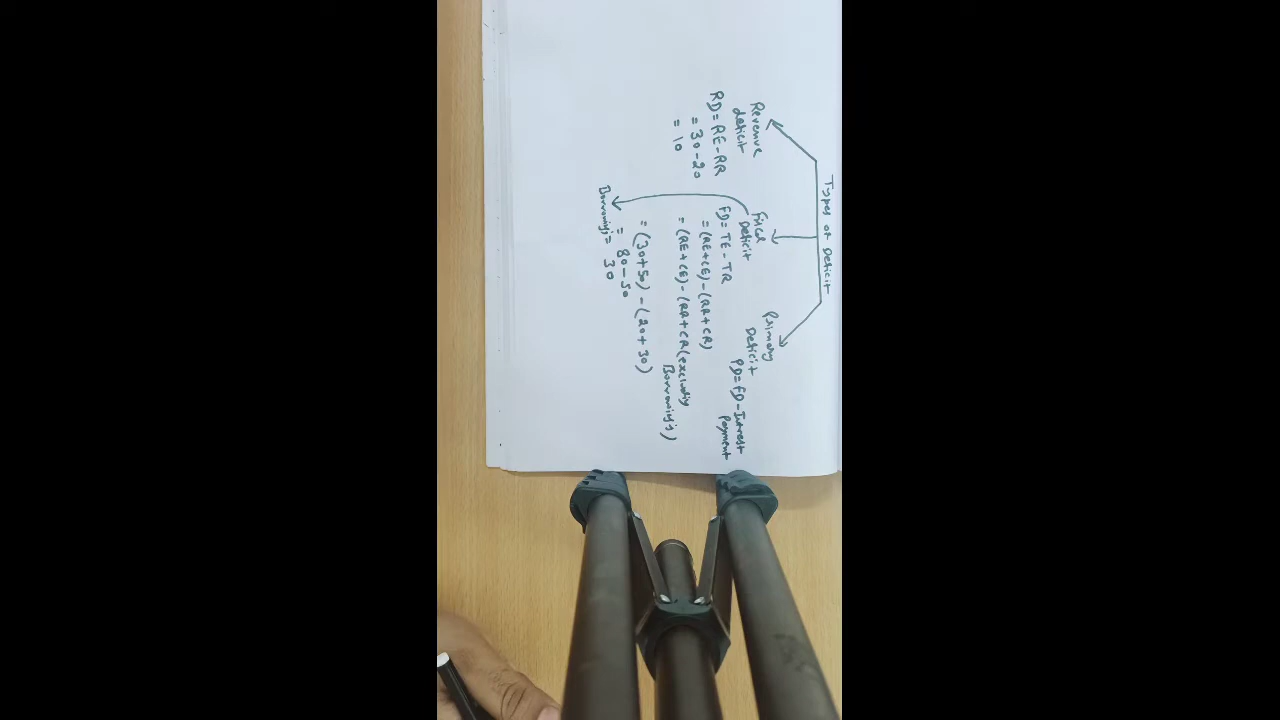 Types of Deficit
Revenue
deficit
RD = RE - RR
= 30 - 20
= 10
Fiscal
Deficit
FD = TE - TR
= (RE + CE) - (RR + CR)
= (RE + CE) - (RR + CR (excluding
Borrowings)
= (30 + 50) - (20 + 30)
= 80 - 50
Borrowings = 30
Primary
Deficit
PD = FD - Interest
Payment